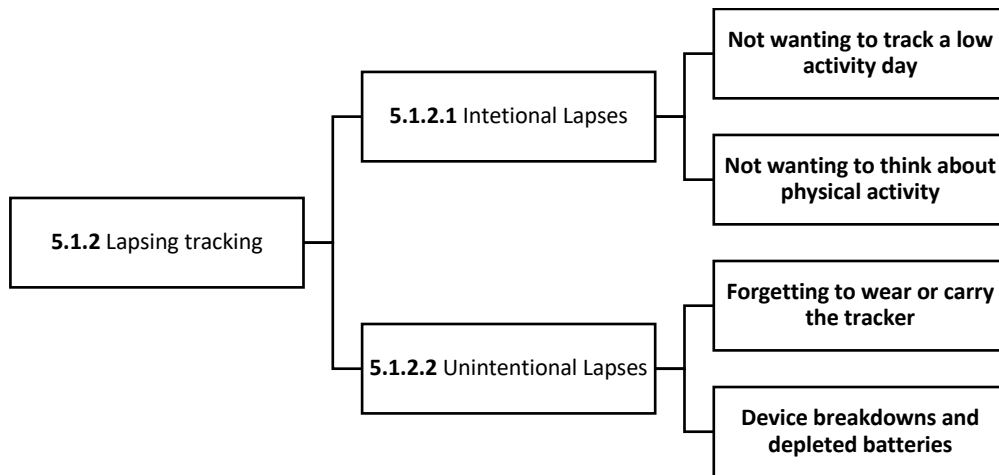 Not wanting to track a low
activity day
5.1.2.1 Intetional Lapses
Not wanting to think about
physical activity
5.1.2 Lapsing tracking
Forgetting to wear or carry
the tracker
5.1.2.2 Unintentional Lapses
Device breakdowns and
depleted batteries